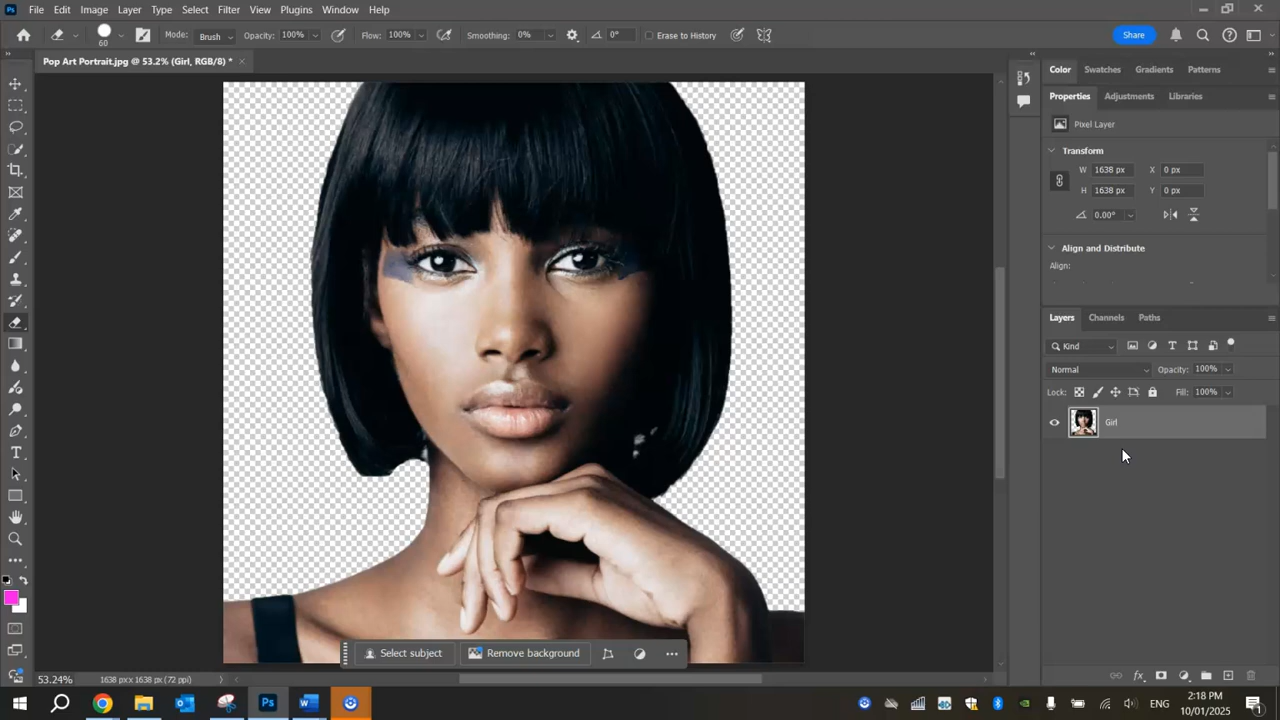 Ps File Edit Image Layer Type Select Filter View Plugins Window Help
60 Mode: Brush Opacity: 100% Flow: 100% Smoothing: 0% 0° Erase to History Share
Pop Art Portrait.jpg @ 53.2% (Girl, RGB/8) *
Color Swatches Gradients Patterns
Properties Adjustments Libraries
Pixel Layer
Transform
W 1638 px X 0 px
H 1638 px Y 0 px
0.00°
Align and Distribute
Align:
Layers Channels Paths
Kind
Normal Opacity: 100%
Lock: Fill: 100%
Girl
Select subject Remove background
53.24% 1638 px x 1638 px (72 ppi)
Ps ENG 2:18 PM
10/01/2025